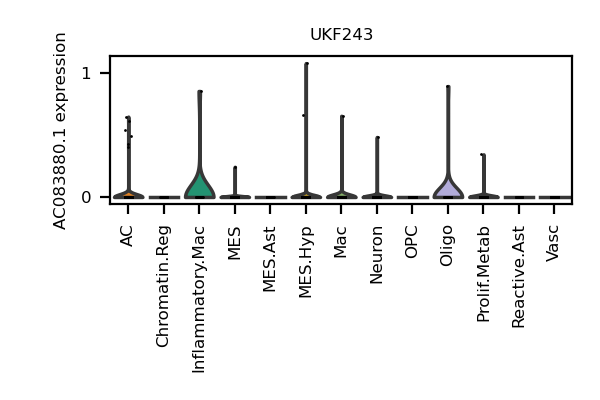 UKF243
AC083880.1 expression
1
0
AC
Chromatin.Reg
Inflammatory.Mac
MES
MES.Ast
MES.Hyp
Mac
Neuron
OPC
Oligo
Prolif.Metab
Reactive.Ast
Vasc